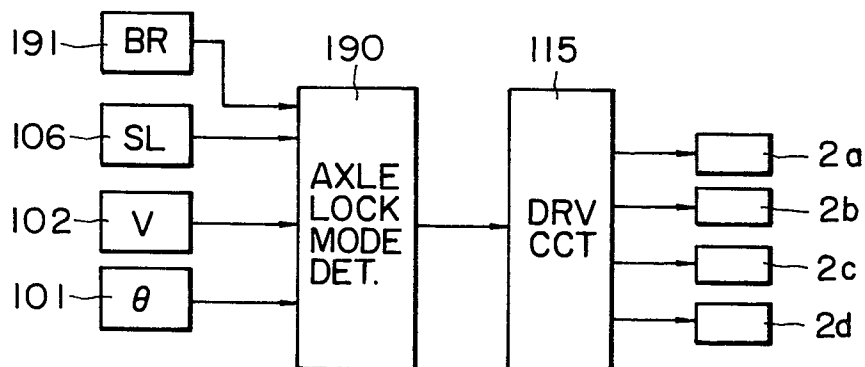 191 BR
190
115
106 SL
102 V
101 θ
AXLE
LOCK
MODE
DET.
DRV
CCT
2a
2b
2c
2d